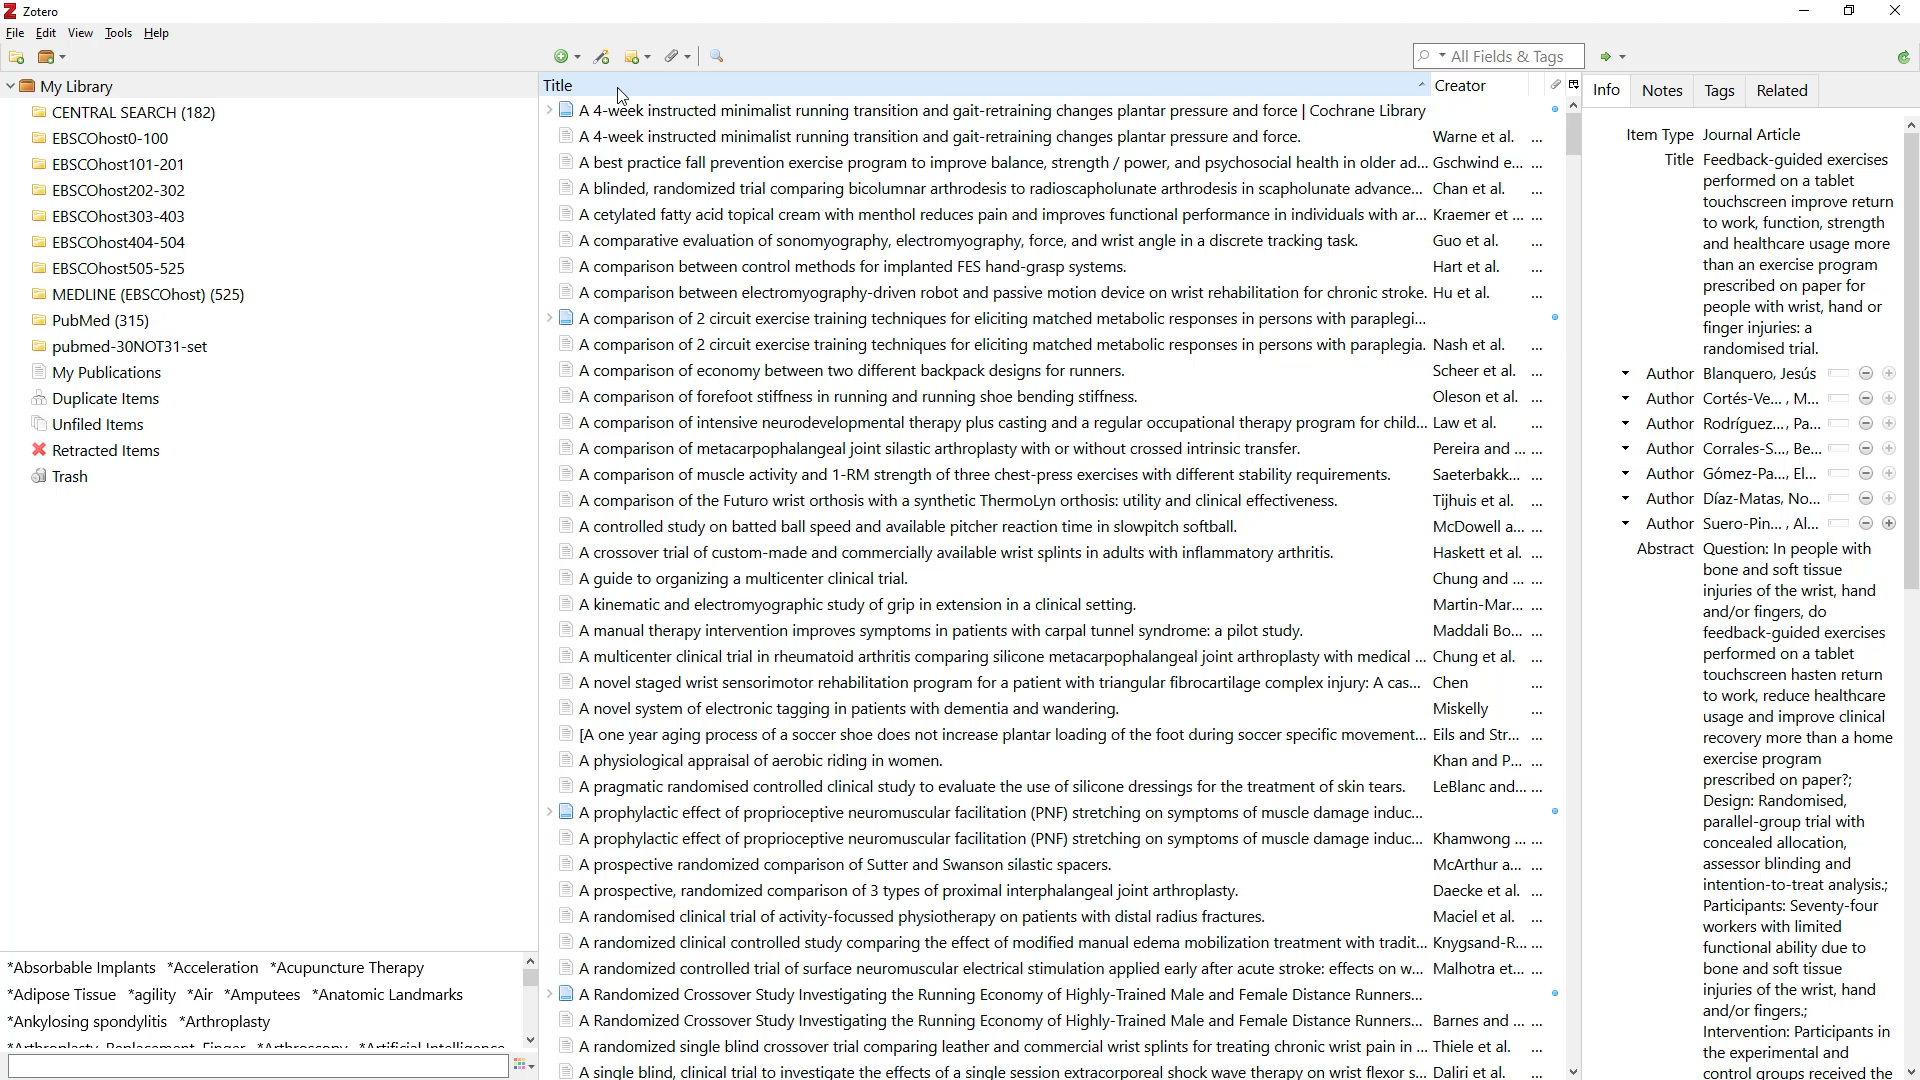 Zotero
File Edit View Tools Help
All Fields & Tags
My Library
CENTRAL SEARCH (182)
EBSCOhost0-100
EBSCOhost101-201
EBSCOhost202-302
EBSCOhost303-403
EBSCOhost404-504
EBSCOhost505-525
MEDLINE (EBSCOhost) (525)
PubMed (315)
pubmed-30NOT31-set
My Publications
Duplicate Items
Unfiled Items
Retracted Items
Trash
*Absorbable Implants *Acceleration *Acupuncture Therapy
*Adipose Tissue *agility *Air *Amputees *Anatomic Landmarks
*Ankylosing spondylitis *Arthroplasty
*Arthroplasty, Replacement, Finger *Arthroscopy *Artificial Intelligence
Title Creator
A 4-week instructed minimalist running transition and gait-retraining changes plantar pressure and force | Cochrane Library
A 4-week instructed minimalist running transition and gait-retraining changes plantar pressure and force. Warne et al. ...
A best practice fall prevention exercise program to improve balance, strength / power, and psychosocial health in older ad... Gschwind e... ...
A blinded, randomized trial comparing bicolumnar arthrodesis to radioscapholunate arthrodesis in scapholunate advance... Chan et al. ...
A cetylated fatty acid topical cream with menthol reduces pain and improves functional performance in individuals with ar... Kraemer et ... ...
A comparative evaluation of sonomyography, electromyography, force, and wrist angle in a discrete tracking task. Guo et al. ...
A comparison between control methods for implanted FES hand-grasp systems. Hart et al. ...
A comparison between electromyography-driven robot and passive motion device on wrist rehabilitation for chronic stroke. Hu et al. ...
A comparison of 2 circuit exercise training techniques for eliciting matched metabolic responses in persons with paraplegi...
A comparison of 2 circuit exercise training techniques for eliciting matched metabolic responses in persons with paraplegia. Nash et al. ...
A comparison of economy between two different backpack designs for runners. Scheer et al. ...
A comparison of forefoot stiffness in running and running shoe bending stiffness. Oleson et al. ...
A comparison of intensive neurodevelopmental therapy plus casting and a regular occupational therapy program for child... Law et al. ...
A comparison of metacarpophalangeal joint silastic arthroplasty with or without crossed intrinsic transfer. Pereira and ... ...
A comparison of muscle activity and 1-RM strength of three chest-press exercises with different stability requirements. Saeterbakk... ...
A comparison of the Futuro wrist orthosis with a synthetic ThermoLyn orthosis: utility and clinical effectiveness. Tijhuis et al. ...
A controlled study on batted ball speed and available pitcher reaction time in slowpitch softball. McDowell a... ...
A crossover trial of custom-made and commercially available wrist splints in adults with inflammatory arthritis. Haskett et al. ...
A guide to organizing a multicenter clinical trial. Chung and ... ...
A kinematic and electromyographic study of grip in extension in a clinical setting. Martin-Mar... ...
A manual therapy intervention improves symptoms in patients with carpal tunnel syndrome: a pilot study. Maddali Bo... ...
A multicenter clinical trial in rheumatoid arthritis comparing silicone metacarpophalangeal joint arthroplasty with medical ... Chung et al. ...
A novel staged wrist sensorimotor rehabilitation program for a patient with triangular fibrocartilage complex injury: A cas... Chen ...
A novel system of electronic tagging in patients with dementia and wandering. Miskelly ...
[A one year aging process of a soccer shoe does not increase plantar loading of the foot during soccer specific movement... Eils and Str... ...
A physiological appraisal of aerobic riding in women. Khan and P... ...
A pragmatic randomised controlled clinical study to evaluate the use of silicone dressings for the treatment of skin tears. LeBlanc and... ...
A prophylactic effect of proprioceptive neuromuscular facilitation (PNF) stretching on symptoms of muscle damage induc...
A prophylactic effect of proprioceptive neuromuscular facilitation (PNF) stretching on symptoms of muscle damage induc... Khamwong ... ...
A prospective randomized comparison of Sutter and Swanson silastic spacers. McArthur a... ...
A prospective, randomized comparison of 3 types of proximal interphalangeal joint arthroplasty. Daecke et al. ...
A randomised clinical trial of activity-focussed physiotherapy on patients with distal radius fractures. Maciel et al. ...
A randomized clinical controlled study comparing the effect of modified manual edema mobilization treatment with tradit... Knygsand-R... ...
A randomized controlled trial of surface neuromuscular electrical stimulation applied early after acute stroke: effects on w... Malhotra et... ...
A Randomized Crossover Study Investigating the Running Economy of Highly-Trained Male and Female Distance Runners...
A Randomized Crossover Study Investigating the Running Economy of Highly-Trained Male and Female Distance Runners... Barnes and ... ...
A randomized single blind crossover trial comparing leather and commercial wrist splints for treating chronic wrist pain in ... Thiele et al. ...
A single blind, clinical trial to investigate the effects of a single session extracorporeal shock wave therapy on wrist flexor s... Daliri et al. ...
Info Notes Tags Related
Item Type Journal Article
Title Feedback-guided exercises
performed on a tablet
touchscreen improve return
to work, function, strength
and healthcare usage more
than an exercise program
prescribed on paper for
people with wrist, hand or
finger injuries: a
randomised trial.
Author Blanquero, Jesús
Author Cortés-Ve... , M...
Author Rodríguez..., Pa...
Author Corrales-S..., Be...
Author Gómez-Pa..., El...
Author Díaz-Matas, No...
Author Suero-Pin... , Al...
Abstract Question: In people with
bone and soft tissue
injuries of the wrist, hand
and/or fingers, do
feedback-guided exercises
performed on a tablet
touchscreen hasten return
to work, reduce healthcare
usage and improve clinical
recovery more than a home
exercise program
prescribed on paper?;
Design: Randomised,
parallel-group trial with
concealed allocation,
assessor blinding and
intention-to-treat analysis.;
Participants: Seventy-four
workers with limited
functional ability due to
bone and soft tissue
injuries of the wrist, hand
and/or fingers.;
Intervention: Participants in
the experimental and
control groups received the